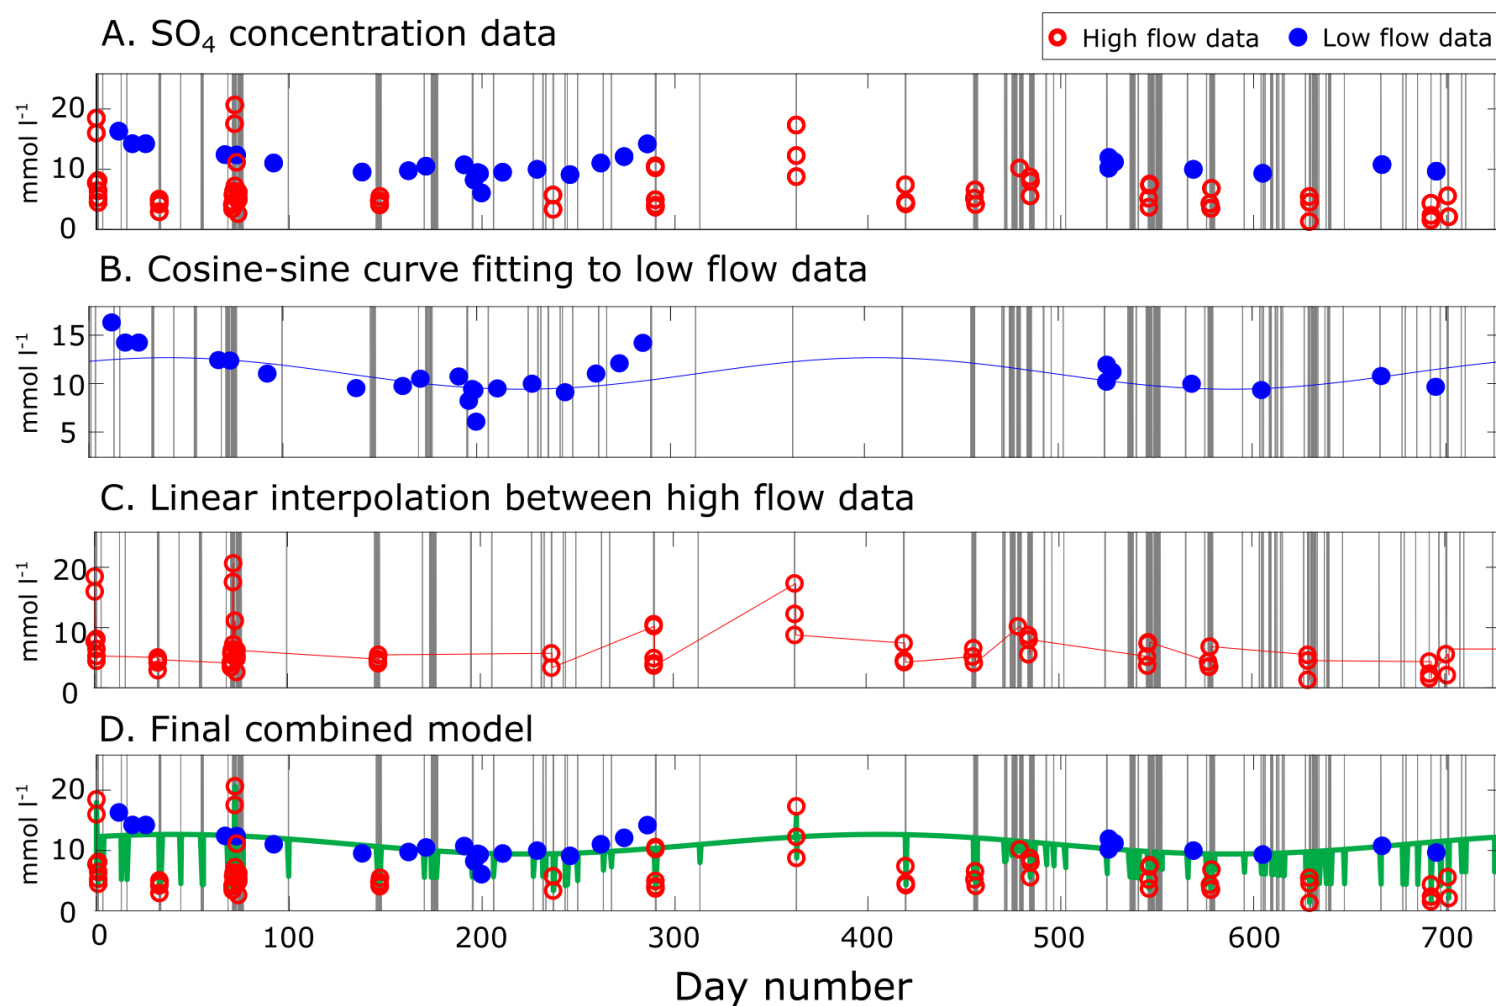 A. SO₄ concentration data
High flow data
Low flow data
mmol l⁻¹
20
10
0
B. Cosine-sine curve fitting to low flow data
mmol l⁻¹
15
10
5
C. Linear interpolation between high flow data
mmol l⁻¹
20
10
0
D. Final combined model
mmol l⁻¹
20
10
0
0 100 200 300 400 500 600 700
Day number